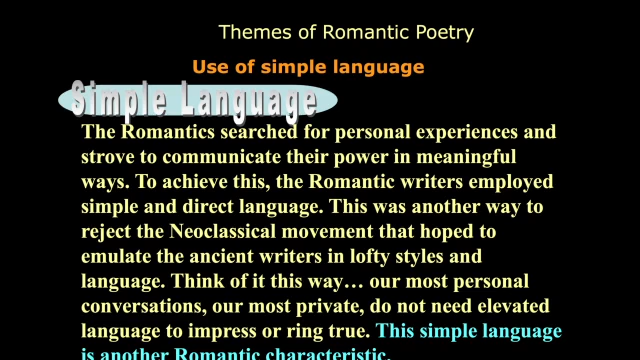 Themes of Romantic Poetry
Use of simple language
Simple Language
The Romantics searched for personal experiences and
strove to communicate their power in meaningful
ways. To achieve this, the Romantic writers employed
simple and direct language. This was another way to
reject the Neoclassical movement that hoped to
emulate the ancient writers in lofty styles and
language. Think of it this way… our most personal
conversations, our most private, do not need elevated
language to impress or ring true. This simple language
is another Romantic characteristic.